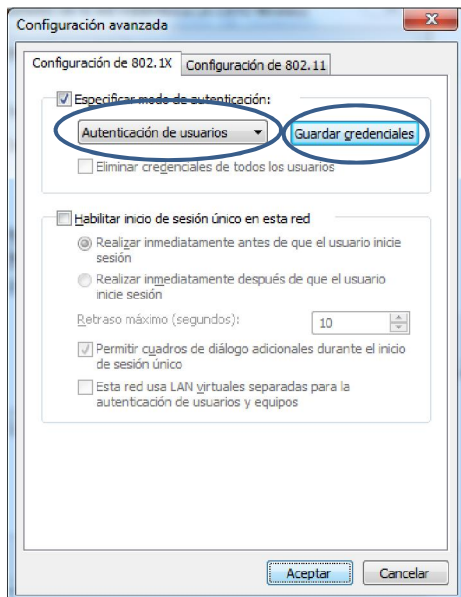 Configuración avanzada
Configuración de 802.1X
Configuración de 802.11
Especificar modo de autenticación:
Autenticación de usuarios
Guardar credenciales
Eliminar credenciales de todos los usuarios
Habilitar inicio de sesión único en esta red
Realizar inmediatamente antes de que el usuario inicie
sesión
Realizar inmediatamente después de que el usuario
inicie sesión
Retraso máximo (segundos):
10
Permitir cuadros de diálogo adicionales durante el inicio
de sesión único
Esta red usa LAN virtuales separadas para la
autenticación de usuarios y equipos
Aceptar
Cancelar